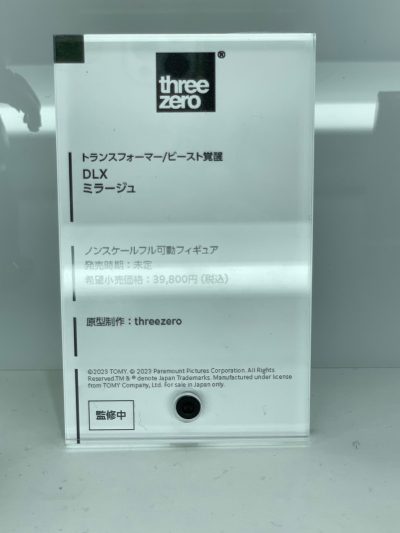 three
zero®
トランスフォーマー/ビースト覚醒
DLX
ミラージュ
ノンスケールフル可動フィギュア
発売時期：未定
希望小売価格：39,800円(税込)
原型制作：threezero
©2023 TOMY. © 2023 Paramount Pictures Corporation. All Rights
Reserved.TM & ® denote Japan Trademarks. Manufactured under license
from TOMY Company, Ltd. For sale in Japan only.
監修中